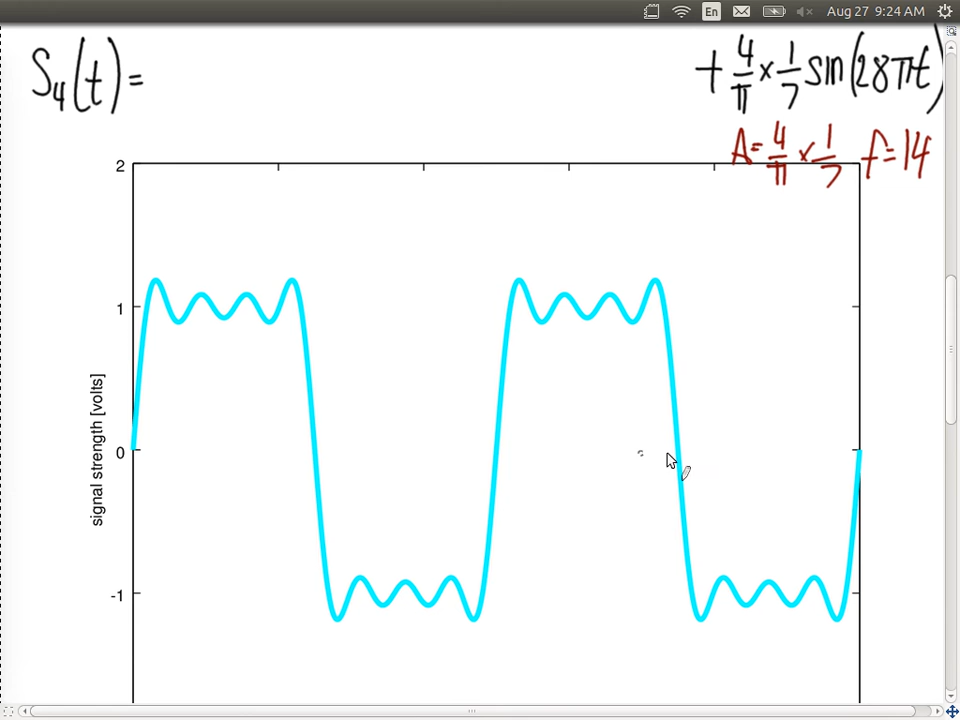 En Aug 27 9:24 AM
S₄(t)= + 4/π × 1/7 sin(28πt)
A = 4/π × 1/7 f=14
2
1
0
-1
signal strength [volts]